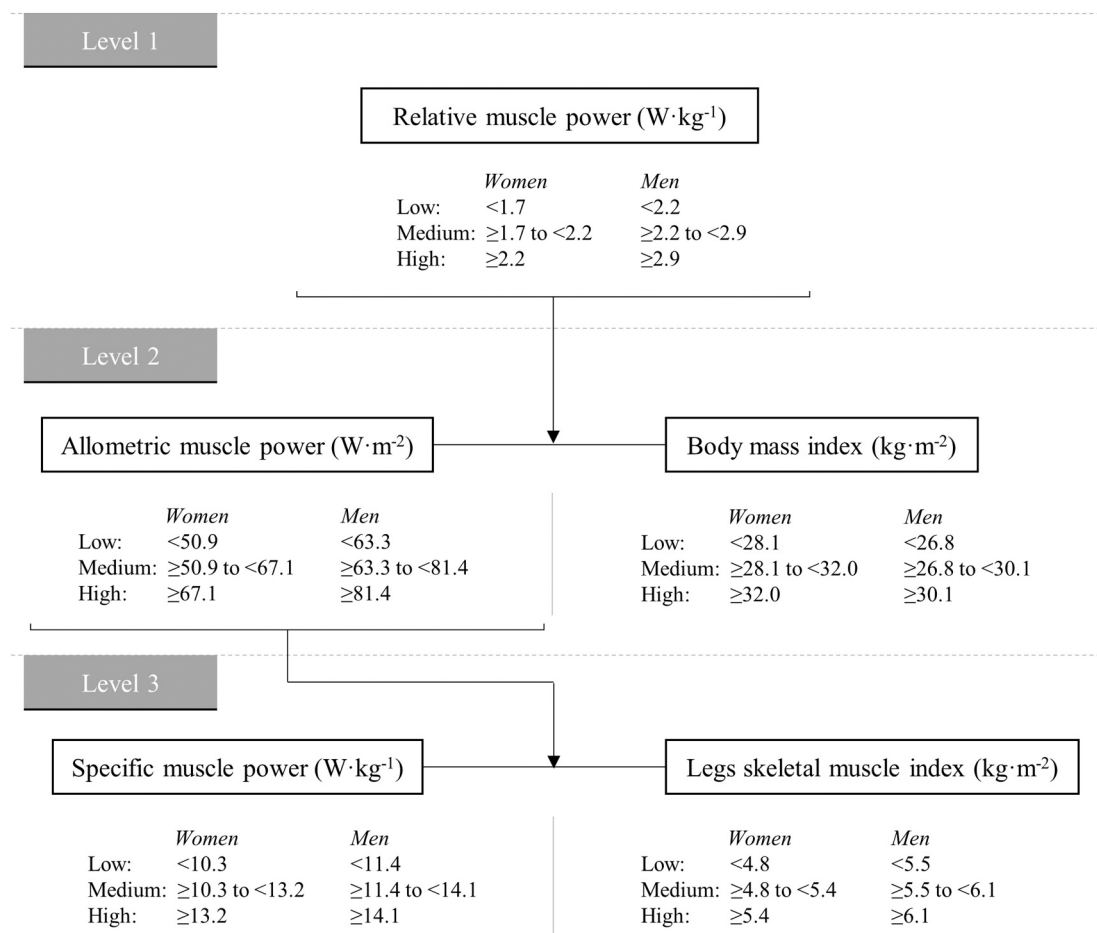 Level 1
Relative muscle power (W·kg⁻¹)
Women Men
Low: <1.7 <2.2
Medium: ≥1.7 to <2.2 ≥2.2 to <2.9
High: ≥2.2 ≥2.9
Level 2
Allometric muscle power (W·m⁻²)
Women Men
Low: <50.9 <63.3
Medium: ≥50.9 to <67.1 ≥63.3 to <81.4
High: ≥67.1 ≥81.4
Body mass index (kg·m⁻²)
Women Men
Low: <28.1 <26.8
Medium: ≥28.1 to <32.0 ≥26.8 to <30.1
High: ≥32.0 ≥30.1
Level 3
Specific muscle power (W·kg⁻¹)
Women Men
Low: <10.3 <11.4
Medium: ≥10.3 to <13.2 ≥11.4 to <14.1
High: ≥13.2 ≥14.1
Legs skeletal muscle index (kg·m⁻²)
Women Men
Low: <4.8 <5.5
Medium: ≥4.8 to <5.4 ≥5.5 to <6.1
High: ≥5.4 ≥6.1